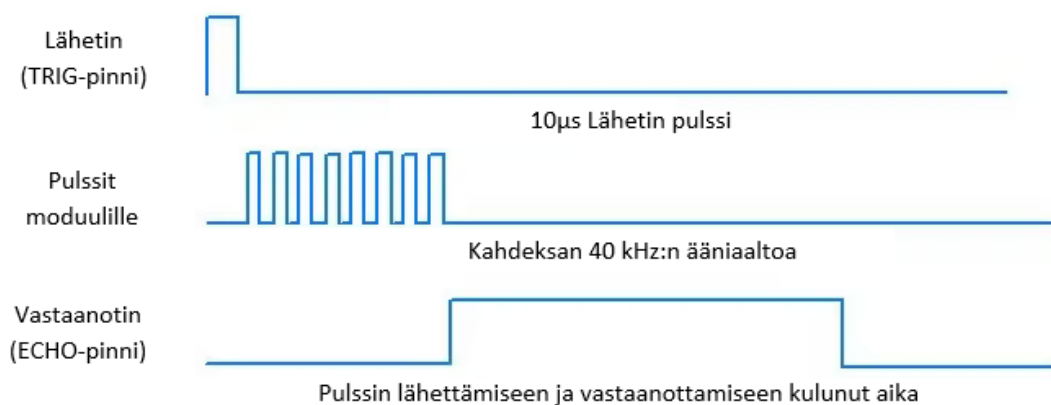 Lähetin
(TRIG-pinni)
10µs Lähetin pulssi
Pulssit
moduulille
Kahdeksan 40 kHz:n ääniaaltoa
Vastaanotin
(ECHO-pinni)
Pulssin lähettämiseen ja vastaanottamiseen kulunut aika